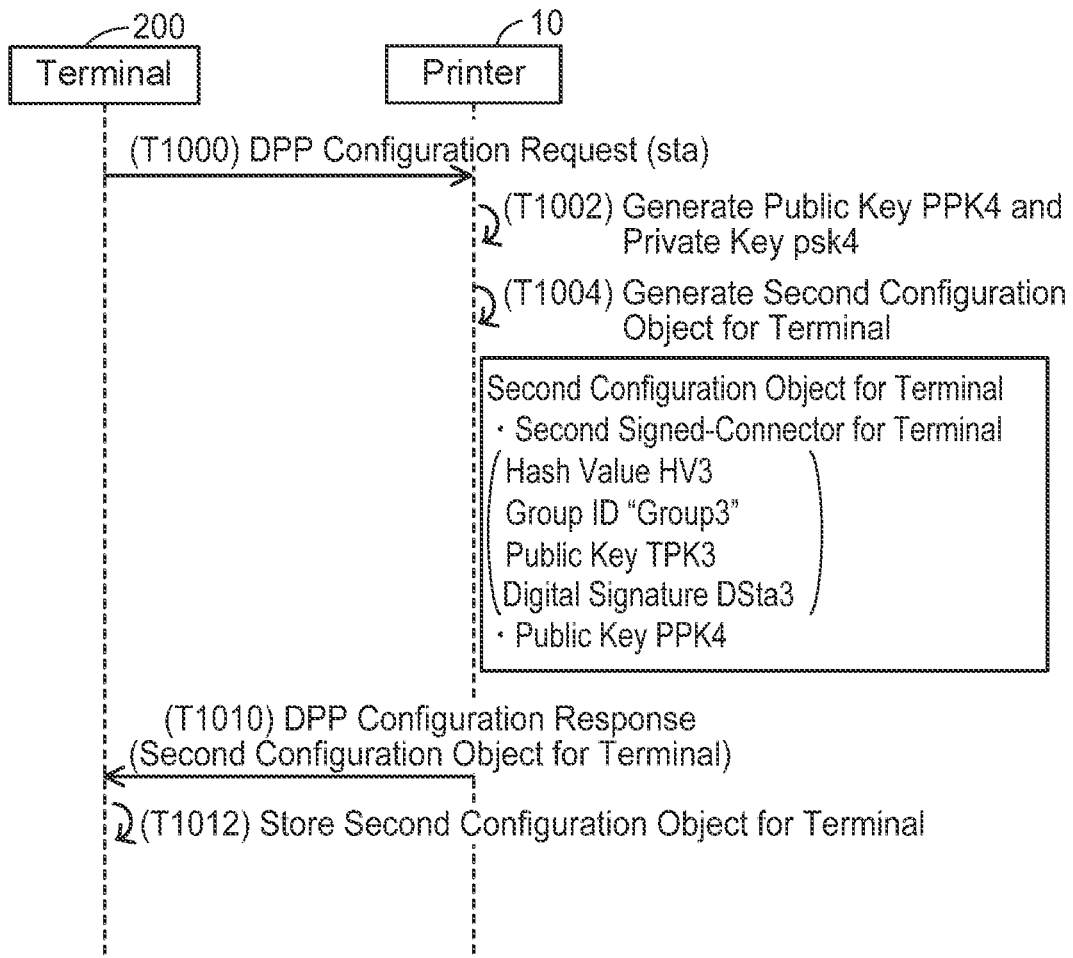 200
10
Terminal
Printer
(T1000) DPP Configuration Request (sta)
(T1002) Generate Public Key PPK4 and
Private Key psk4
(T1004) Generate Second Configuration
Object for Terminal
Second Configuration Object for Terminal
・Second Signed-Connector for Terminal
Hash Value HV3
Group ID “Group3”
Public Key TPK3
Digital Signature DSta3
・Public Key PPK4
(T1010) DPP Configuration Response
(Second Configuration Object for Terminal)
(T1012) Store Second Configuration Object for Terminal